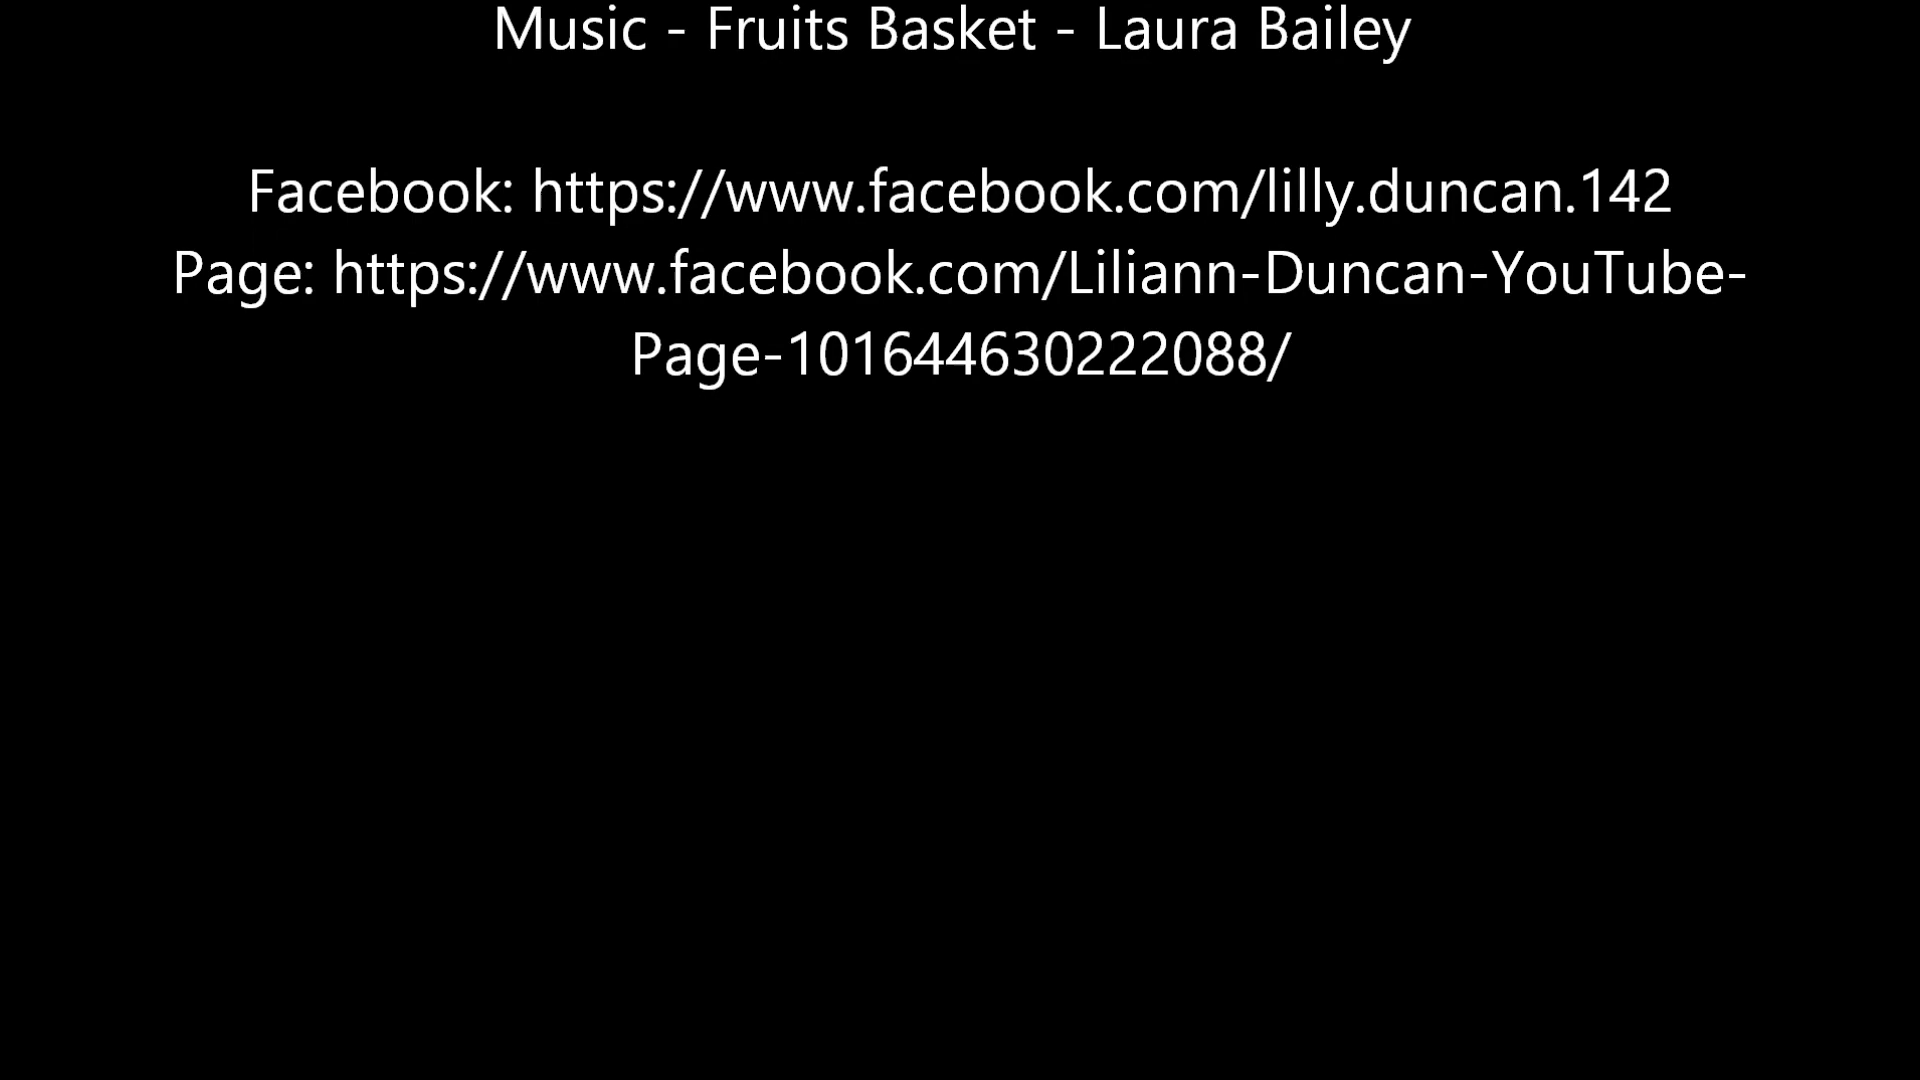 Music - Fruits Basket - Laura Bailey
Facebook: https://www.facebook.com/lilly.duncan.142
Page: https://www.facebook.com/Liliann-Duncan-YouTube-
Page-101644630222088/